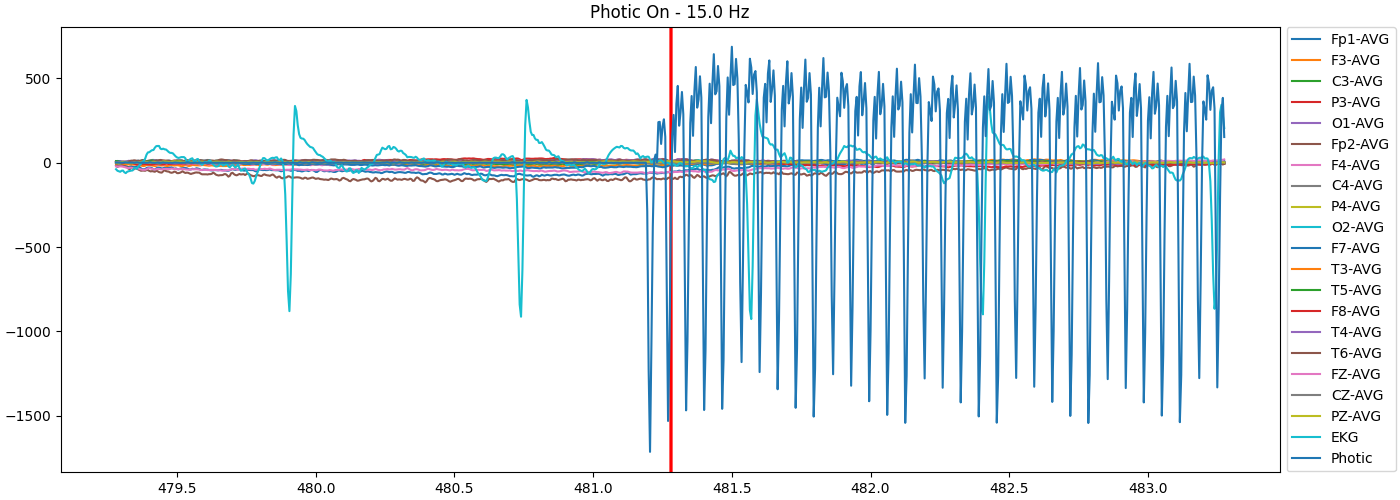 Photic On - 15.0 Hz
500
0
−500
−1000
−1500
479.5
480.0
480.5
481.0
481.5
482.0
482.5
483.0
Fp1-AVG
F3-AVG
C3-AVG
P3-AVG
O1-AVG
Fp2-AVG
F4-AVG
C4-AVG
P4-AVG
O2-AVG
F7-AVG
T3-AVG
T5-AVG
F8-AVG
T4-AVG
T6-AVG
FZ-AVG
CZ-AVG
PZ-AVG
EKG
Photic